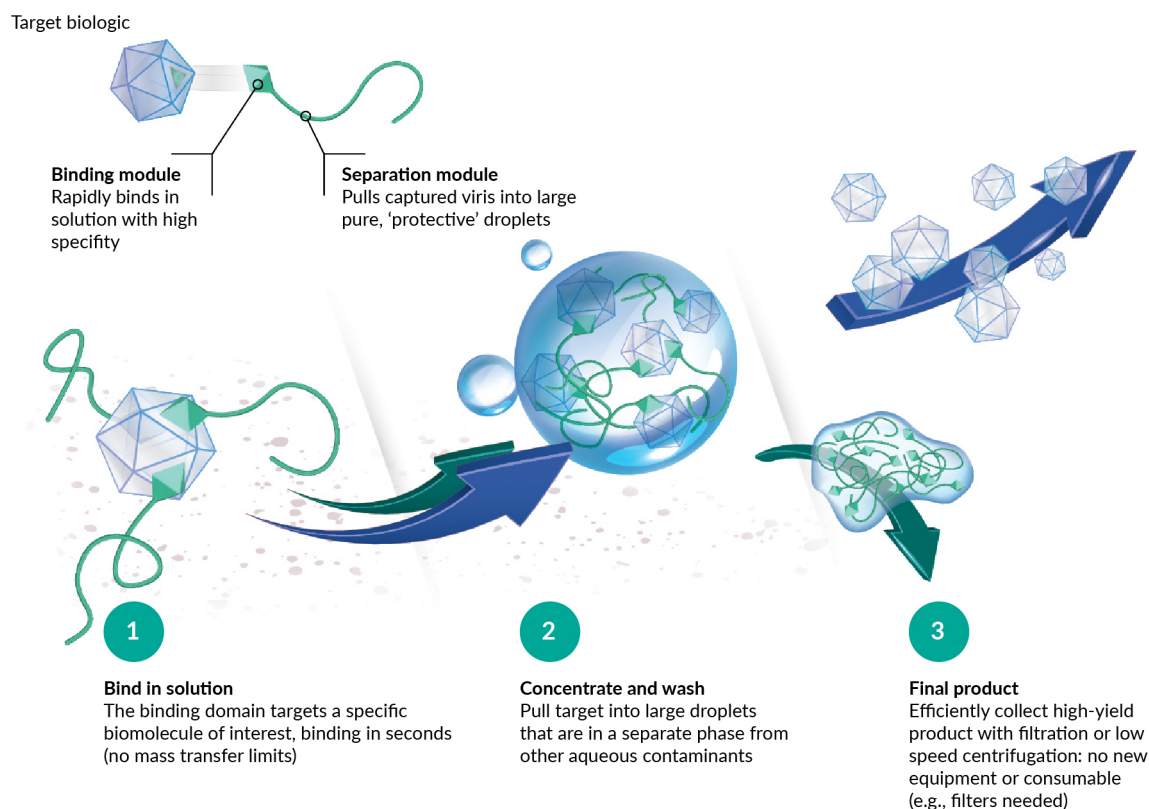 Target biologic
Binding module
Rapidly binds in
solution with high
specifity
Separation module
Pulls captured viris into large
pure, ‘protective’ droplets
1
Bind in solution
The binding domain targets a specific
biomolecule of interest, binding in seconds
(no mass transfer limits)
2
Concentrate and wash
Pull target into large droplets
that are in a separate phase from
other aqueous contaminants
3
Final product
Efficiently collect high-yield
product with filtration or low
speed centrifugation: no new
equipment or consumable
(e.g., filters needed)